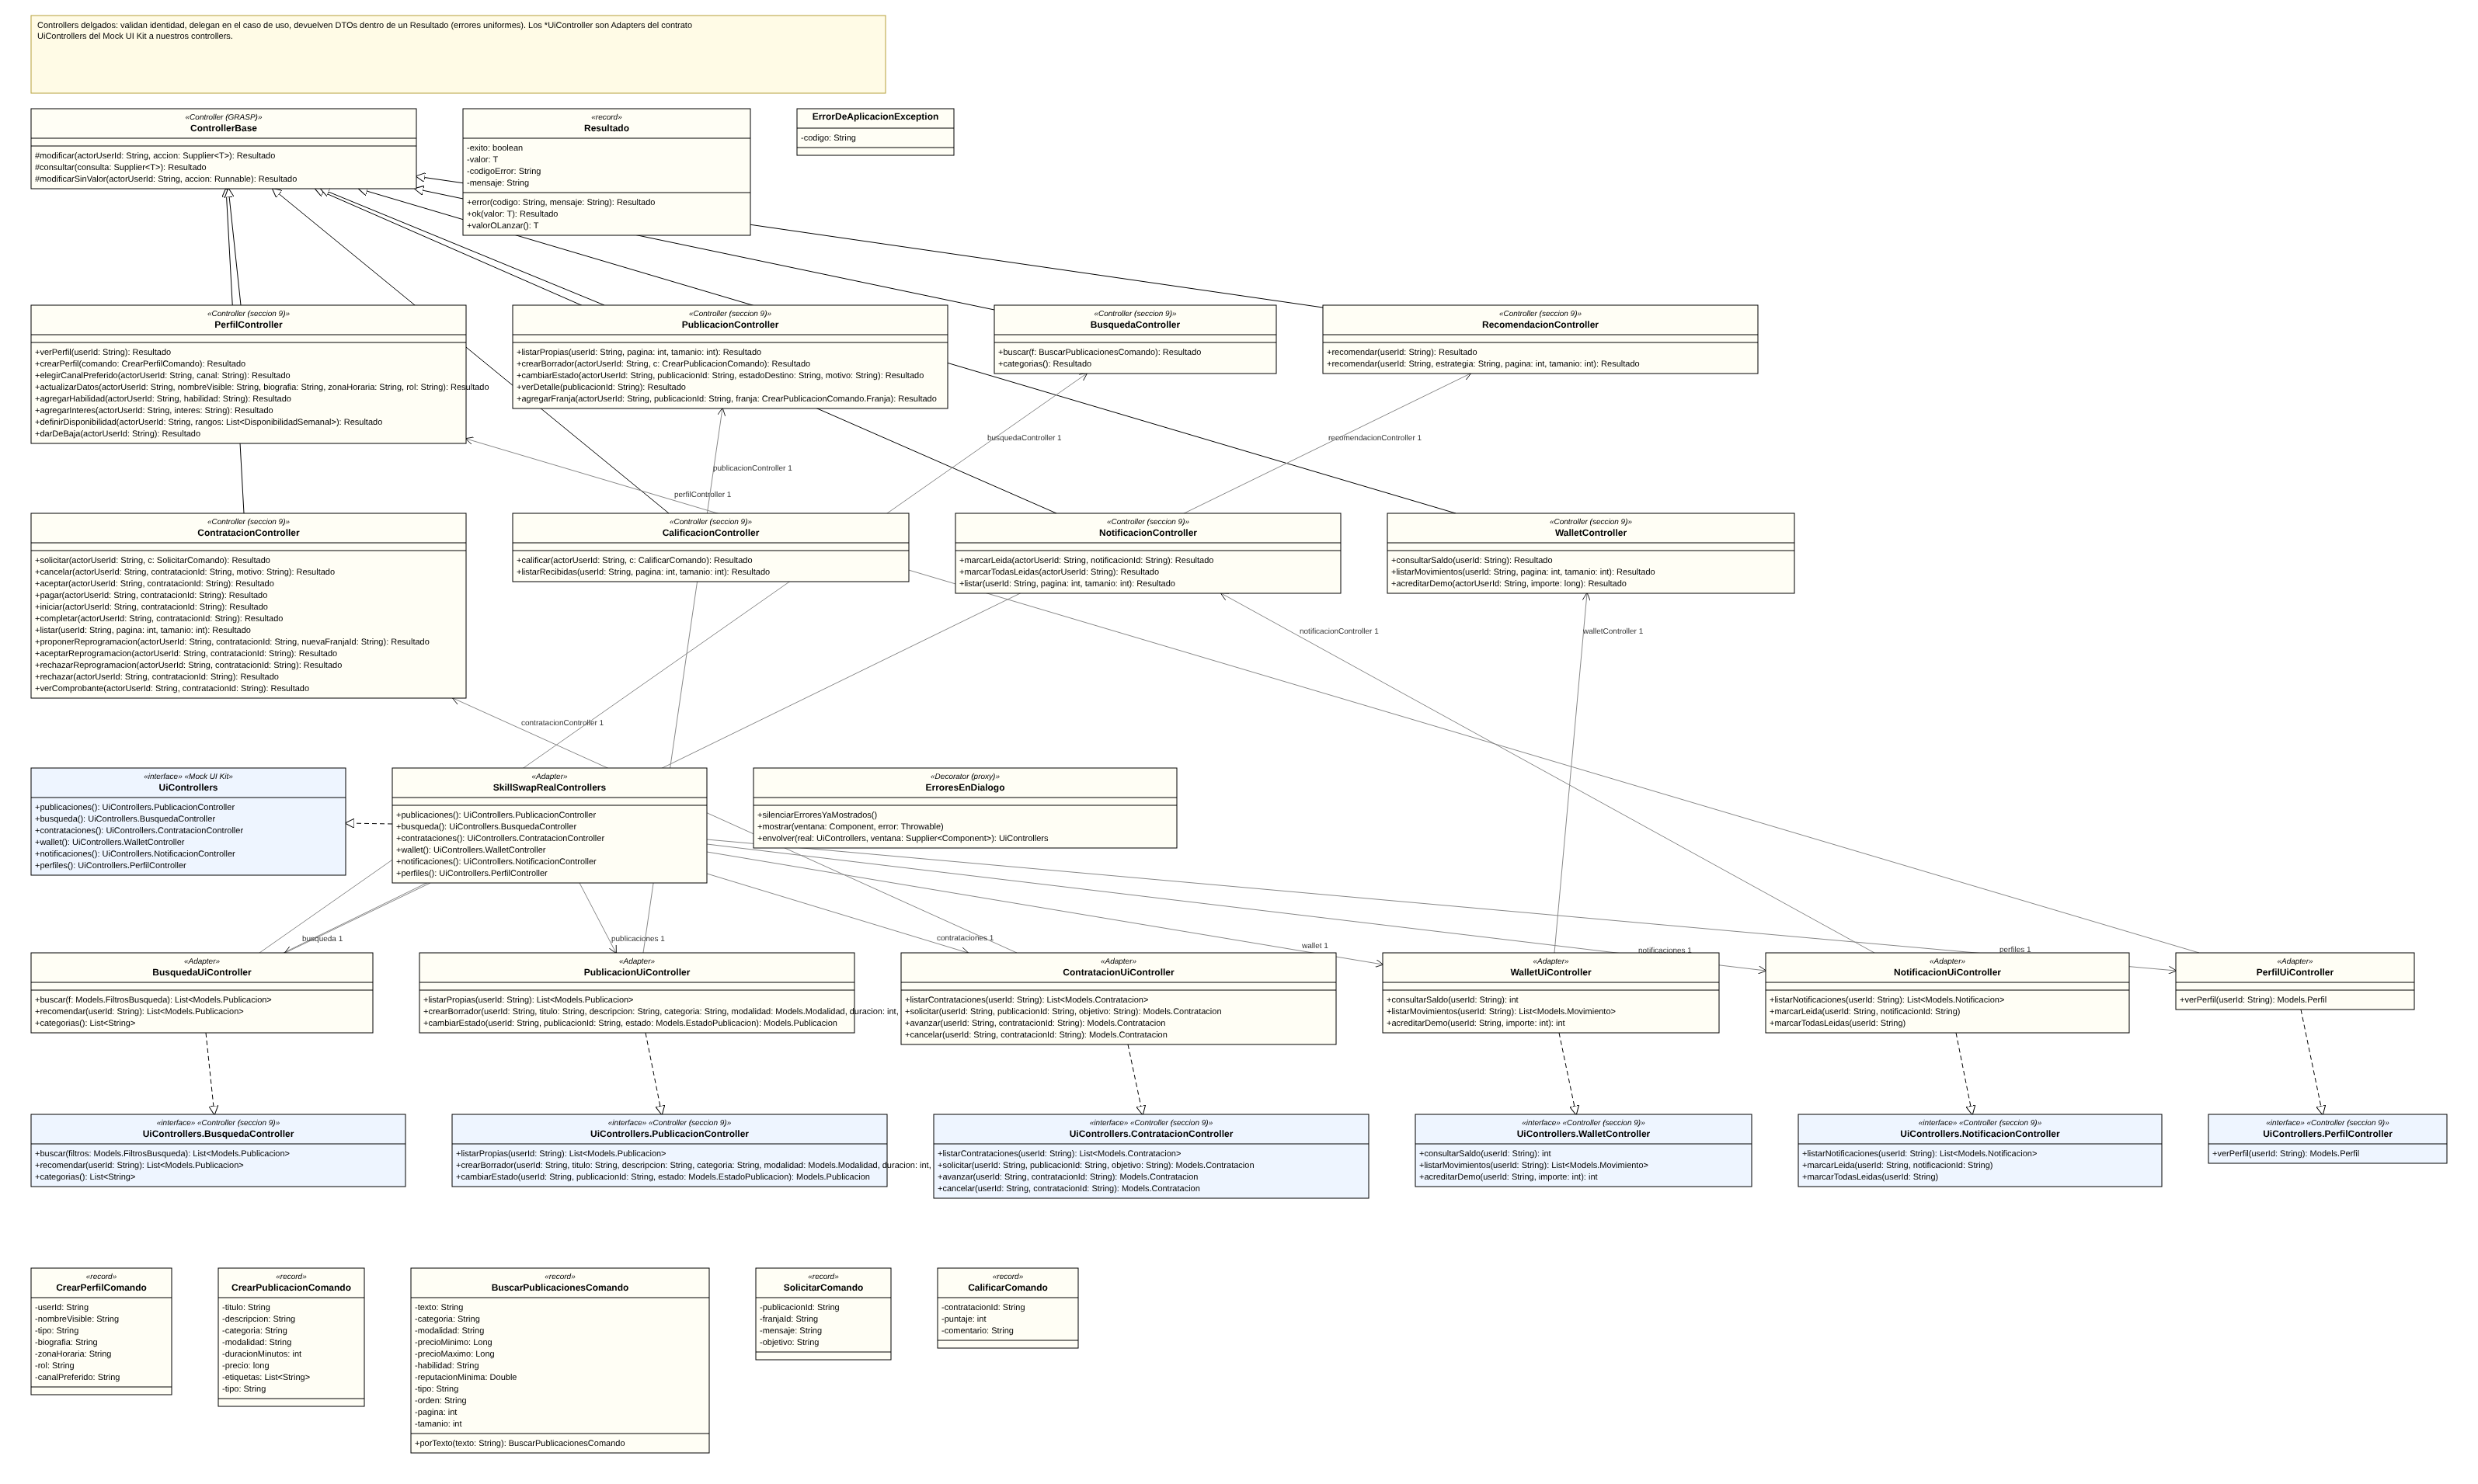 Controllers delgados: validan identidad, delegan en el caso de uso, devuelven DTOs dentro de un Resultado (errores uniformes). Los *UiController son Adapters del contrato
UiControllers del Mock UI Kit a nuestros controllers.
«Controller (GRASP)»
ControllerBase
#modificar(actorUserId: String, accion: Supplier<T>): Resultado
#consultar(consulta: Supplier<T>): Resultado
#modificarSinValor(actorUserId: String, accion: Runnable): Resultado
«record»
Resultado
-exito: boolean
-valor: T
-codigoError: String
-mensaje: String
+error(codigo: String, mensaje: String): Resultado
+ok(valor: T): Resultado
+valorOLanzar(): T
ErrorDeAplicacionException
-codigo: String
«Controller (seccion 9)»
PerfilController
+verPerfil(userId: String): Resultado
+crearPerfil(comando: CrearPerfilComando): Resultado
+elegirCanalPreferido(actorUserId: String, canal: String): Resultado
+actualizarDatos(actorUserId: String, nombreVisible: String, biografia: String, zonaHoraria: String, rol: String): Resultado
+agregarHabilidad(actorUserId: String, habilidad: String): Resultado
+agregarInteres(actorUserId: String, interes: String): Resultado
+definirDisponibilidad(actorUserId: String, rangos: List<DisponibilidadSemanal>): Resultado
+darDeBaja(actorUserId: String): Resultado
«Controller (seccion 9)»
PublicacionController
+listarPropias(userId: String, pagina: int, tamanio: int): Resultado
+crearBorrador(actorUserId: String, c: CrearPublicacionComando): Resultado
+cambiarEstado(actorUserId: String, publicacionId: String, estadoDestino: String, motivo: String): Resultado
+verDetalle(publicacionId: String): Resultado
+agregarFranja(actorUserId: String, publicacionId: String, franja: CrearPublicacionComando.Franja): Resultado
«Controller (seccion 9)»
BusquedaController
+buscar(f: BuscarPublicacionesComando): Resultado
+categorias(): Resultado
«Controller (seccion 9)»
RecomendacionController
+recomendar(userId: String): Resultado
+recomendar(userId: String, estrategia: String, pagina: int, tamanio: int): Resultado
busquedaController 1
recomendacionController 1
publicacionController 1
perfilController 1
«Controller (seccion 9)»
ContratacionController
+solicitar(actorUserId: String, c: SolicitarComando): Resultado
+cancelar(actorUserId: String, contratacionId: String, motivo: String): Resultado
+aceptar(actorUserId: String, contratacionId: String): Resultado
+pagar(actorUserId: String, contratacionId: String): Resultado
+iniciar(actorUserId: String, contratacionId: String): Resultado
+completar(actorUserId: String, contratacionId: String): Resultado
+listar(userId: String, pagina: int, tamanio: int): Resultado
+proponerReprogramacion(actorUserId: String, contratacionId: String, nuevaFranjaId: String): Resultado
+aceptarReprogramacion(actorUserId: String, contratacionId: String): Resultado
+rechazarReprogramacion(actorUserId: String, contratacionId: String): Resultado
+rechazar(actorUserId: String, contratacionId: String): Resultado
+verComprobante(actorUserId: String, contratacionId: String): Resultado
«Controller (seccion 9)»
CalificacionController
+calificar(actorUserId: String, c: CalificarComando): Resultado
+listarRecibidas(userId: String, pagina: int, tamanio: int): Resultado
«Controller (seccion 9)»
NotificacionController
+marcarLeida(actorUserId: String, notificacionId: String): Resultado
+marcarTodasLeidas(actorUserId: String): Resultado
+listar(userId: String, pagina: int, tamanio: int): Resultado
«Controller (seccion 9)»
WalletController
+consultarSaldo(userId: String): Resultado
+listarMovimientos(userId: String, pagina: int, tamanio: int): Resultado
+acreditarDemo(actorUserId: String, importe: long): Resultado
notificacionController 1
walletController 1
contratacionController 1
«interface» «Mock UI Kit»
UiControllers
+publicaciones(): UiControllers.PublicacionController
+busqueda(): UiControllers.BusquedaController
+contrataciones(): UiControllers.ContratacionController
+wallet(): UiControllers.WalletController
+notificaciones(): UiControllers.NotificacionController
+perfiles(): UiControllers.PerfilController
«Adapter»
SkillSwapRealControllers
+publicaciones(): UiControllers.PublicacionController
+busqueda(): UiControllers.BusquedaController
+contrataciones(): UiControllers.ContratacionController
+wallet(): UiControllers.WalletController
+notificaciones(): UiControllers.NotificacionController
+perfiles(): UiControllers.PerfilController
«Decorator (proxy)»
ErroresEnDialogo
+silenciarErroresYaMostrados()
+mostrar(ventana: Component, error: Throwable)
+envolver(real: UiControllers, ventana: Supplier<Component>): UiControllers
busqueda 1
publicaciones 1
contrataciones 1
wallet 1
notificaciones 1
perfiles 1
«Adapter»
BusquedaUiController
+buscar(f: Models.FiltrosBusqueda): List<Models.Publicacion>
+recomendar(userId: String): List<Models.Publicacion>
+categorias(): List<String>
«Adapter»
PublicacionUiController
+listarPropias(userId: String): List<Models.Publicacion>
+crearBorrador(userId: String, titulo: String, descripcion: String, categoria: String, modalidad: Models.Modalidad, duracion: int,
+cambiarEstado(userId: String, publicacionId: String, estado: Models.EstadoPublicacion): Models.Publicacion
«Adapter»
ContratacionUiController
+listarContrataciones(userId: String): List<Models.Contratacion>
+solicitar(userId: String, publicacionId: String, objetivo: String): Models.Contratacion
+avanzar(userId: String, contratacionId: String): Models.Contratacion
+cancelar(userId: String, contratacionId: String): Models.Contratacion
«Adapter»
WalletUiController
+consultarSaldo(userId: String): int
+listarMovimientos(userId: String): List<Models.Movimiento>
+acreditarDemo(userId: String, importe: int): int
«Adapter»
NotificacionUiController
+listarNotificaciones(userId: String): List<Models.Notificacion>
+marcarLeida(userId: String, notificacionId: String)
+marcarTodasLeidas(userId: String)
«Adapter»
PerfilUiController
+verPerfil(userId: String): Models.Perfil
«interface» «Controller (seccion 9)»
UiControllers.BusquedaController
+buscar(filtros: Models.FiltrosBusqueda): List<Models.Publicacion>
+recomendar(userId: String): List<Models.Publicacion>
+categorias(): List<String>
«interface» «Controller (seccion 9)»
UiControllers.PublicacionController
+listarPropias(userId: String): List<Models.Publicacion>
+crearBorrador(userId: String, titulo: String, descripcion: String, categoria: String, modalidad: Models.Modalidad, duracion: int,
+cambiarEstado(userId: String, publicacionId: String, estado: Models.EstadoPublicacion): Models.Publicacion
«interface» «Controller (seccion 9)»
UiControllers.ContratacionController
+listarContrataciones(userId: String): List<Models.Contratacion>
+solicitar(userId: String, publicacionId: String, objetivo: String): Models.Contratacion
+avanzar(userId: String, contratacionId: String): Models.Contratacion
+cancelar(userId: String, contratacionId: String): Models.Contratacion
«interface» «Controller (seccion 9)»
UiControllers.WalletController
+consultarSaldo(userId: String): int
+listarMovimientos(userId: String): List<Models.Movimiento>
+acreditarDemo(userId: String, importe: int): int
«interface» «Controller (seccion 9)»
UiControllers.NotificacionController
+listarNotificaciones(userId: String): List<Models.Notificacion>
+marcarLeida(userId: String, notificacionId: String)
+marcarTodasLeidas(userId: String)
«interface» «Controller (seccion 9)»
UiControllers.PerfilController
+verPerfil(userId: String): Models.Perfil
«record»
CrearPerfilComando
-userId: String
-nombreVisible: String
-tipo: String
-biografia: String
-zonaHoraria: String
-rol: String
-canalPreferido: String
«record»
CrearPublicacionComando
-titulo: String
-descripcion: String
-categoria: String
-modalidad: String
-duracionMinutos: int
-precio: long
-etiquetas: List<String>
-tipo: String
«record»
BuscarPublicacionesComando
-texto: String
-categoria: String
-modalidad: String
-precioMinimo: Long
-precioMaximo: Long
-habilidad: String
-reputacionMinima: Double
-tipo: String
-orden: String
-pagina: int
-tamanio: int
+porTexto(texto: String): BuscarPublicacionesComando
«record»
SolicitarComando
-publicacionId: String
-franjaId: String
-mensaje: String
-objetivo: String
«record»
CalificarComando
-contratacionId: String
-puntaje: int
-comentario: String